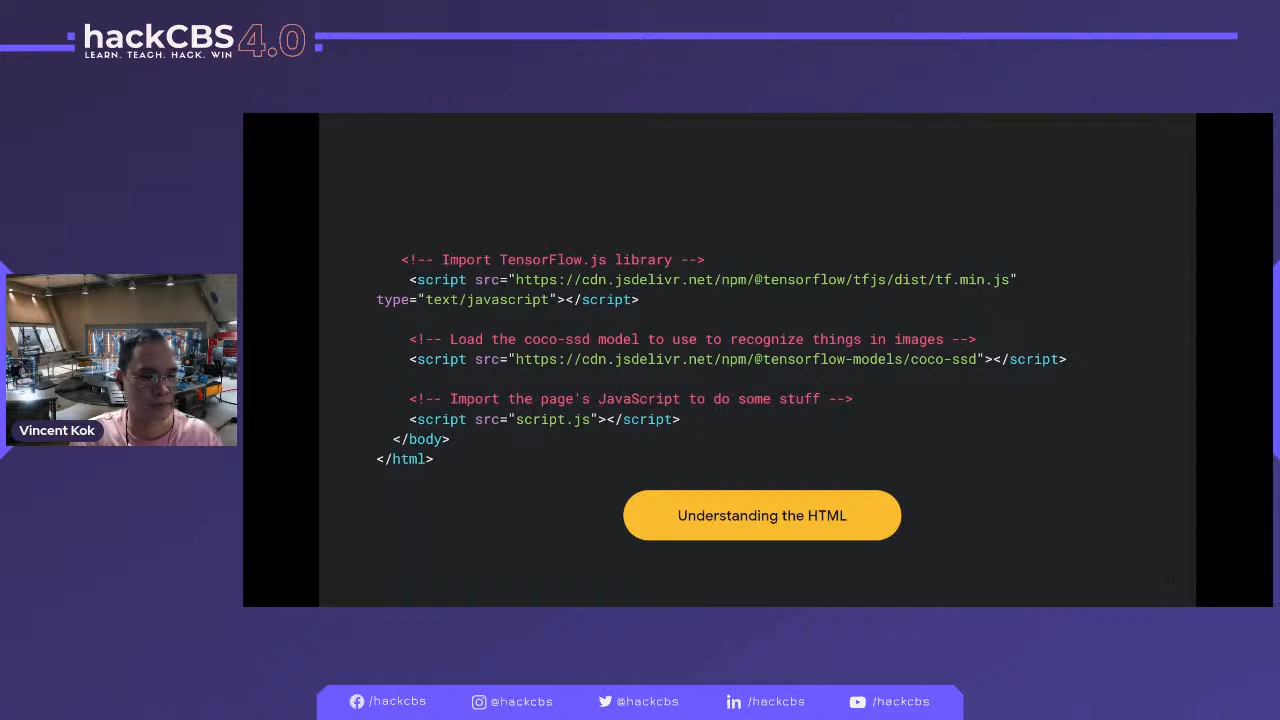 hackCBS 4.0
LEARN. TEACH. HACK. WIN
<!-- Import TensorFlow.js library -->
<script src="https://cdn.jsdelivr.net/npm/@tensorflow/tfjs/dist/tf.min.js"
type="text/javascript"></script>
<!-- Load the coco-ssd model to use to recognize things in images -->
<script src="https://cdn.jsdelivr.net/npm/@tensorflow-models/coco-ssd"></script>
<!-- Import the page's JavaScript to do some stuff -->
<script src="script.js"></script>
</body>
</html>
Understanding the HTML
Vincent Kok
/hackcbs @hackcbs @hackcbs /hackcbs /hackcbs